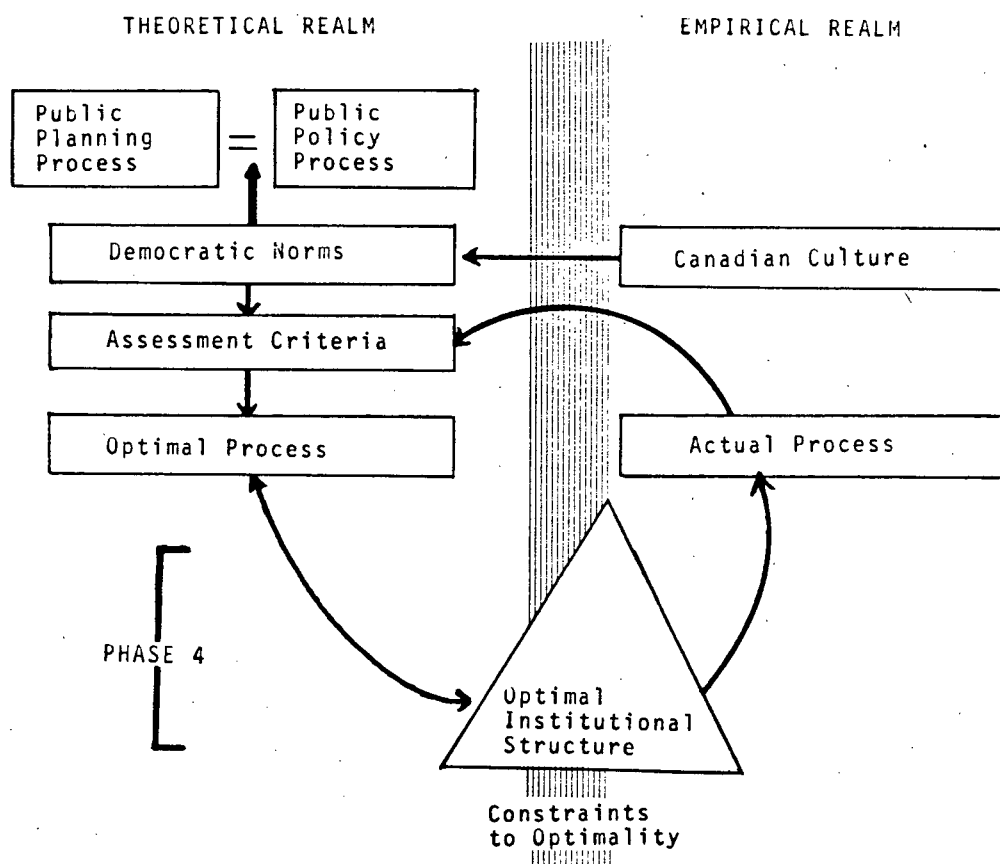 THEORETICAL REALM
EMPIRICAL REALM
Public
Planning
Process
=
Public
Policy
Process
Democratic Norms
Canadian Culture
Assessment Criteria
Optimal Process
Actual Process
PHASE 4
Optimal
Institutional
Structure
Constraints
to Optimality